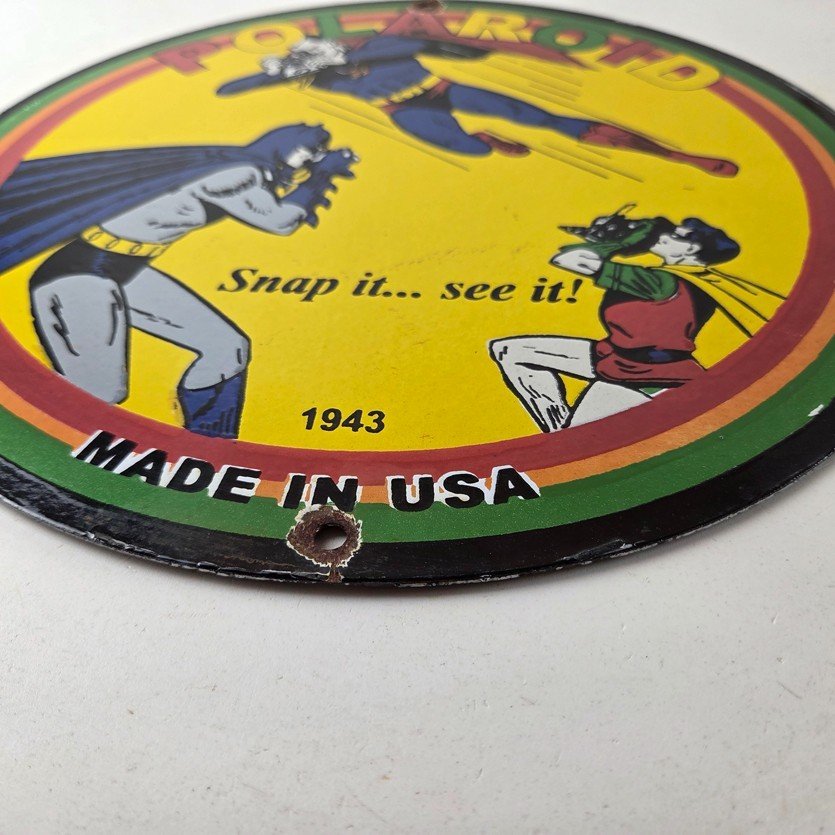 POLAROID
Snap it... see it!
1943
MADE IN USA